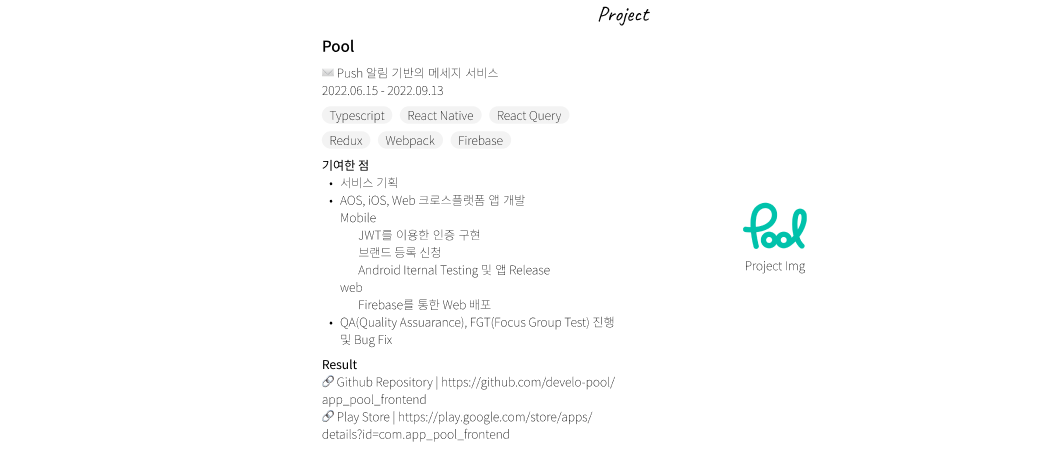 Project
Pool
✉️ Push 알림 기반의 메세지 서비스
2022.06.15 - 2022.09.13
Typescript React Native React Query
Redux Webpack Firebase
기여한 점
• 서비스 기획
• AOS, iOS, Web 크로스플랫폼 앱 개발
Mobile
JWT를 이용한 인증 구현
브랜드 등록 신청
Android Iternal Testing 및 앱 Release
web
Firebase를 통한 Web 배포
• QA(Quality Assuarance), FGT(Focus Group Test) 진행
및 Bug Fix
Result
🔗 Github Repository | https://github.com/develo-pool/
app_pool_frontend
🔗 Play Store | https://play.google.com/store/apps/
details?id=com.app_pool_frontend
Pool
Project Img